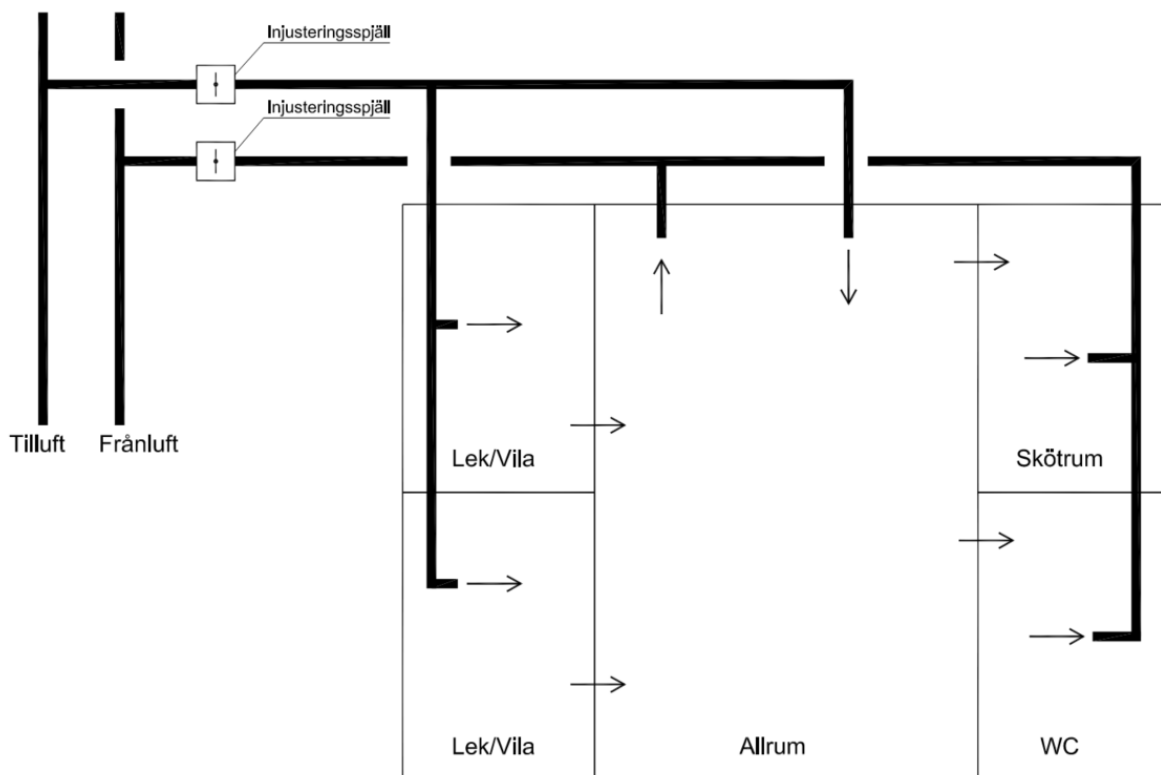 Injusteringsspjäll
Injusteringsspjäll
Tilluft
Frånluft
Lek/Vila
Skötrum
Lek/Vila
Allrum
WC